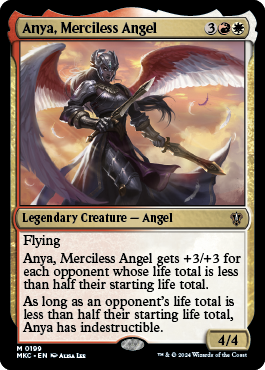 Anya, Merciless Angel 3
Legendary Creature — Angel
Flying
Anya, Merciless Angel gets +3/+3 for
each opponent whose life total is less
than half their starting life total.
As long as an opponent's life total is
less than half their starting life total,
Anya has indestructible.
4/4
M 0199
MKC • EN Alisa Lee
™ & © 2024 Wizards of the Coast